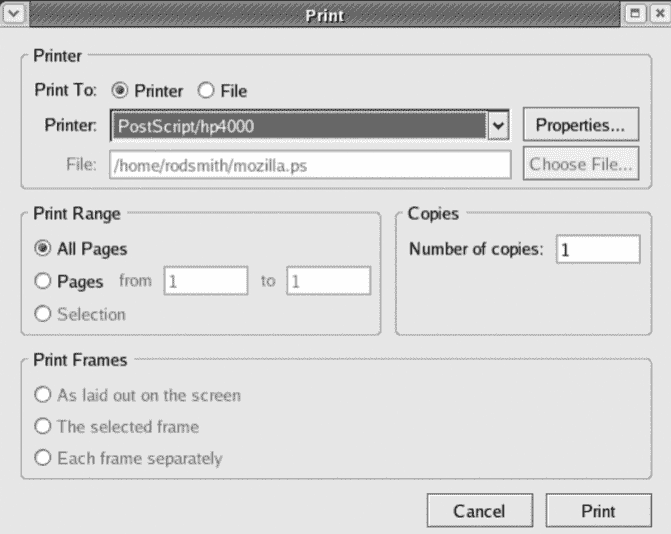 Print
Printer
Print To: Printer File
Printer: PostScript/hp4000 Properties...
File: /home/rodsmith/mozilla.ps Choose File...
Print Range
All Pages
Pages from 1 to 1
Selection
Copies
Number of copies: 1
Print Frames
As laid out on the screen
The selected frame
Each frame separately
Cancel Print